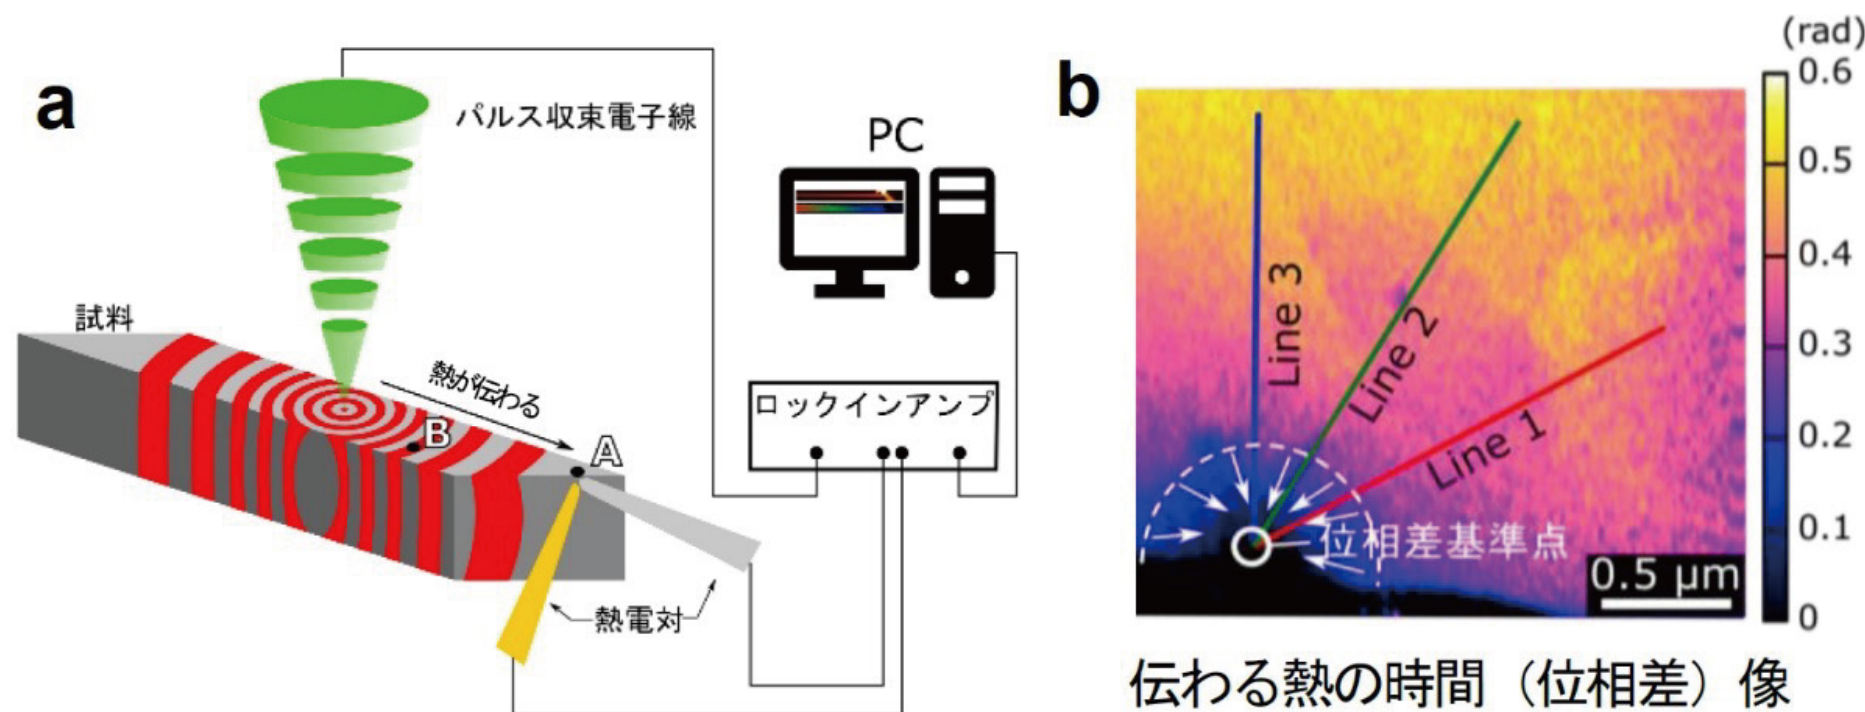 a
パルス収束電子線
PC
試料
熱が伝わる
B
A
ロックインアンプ
熱電対
b
(rad)
0.6
0.5
0.4
0.3
0.2
0.1
0
Line 3
Line 2
Line 1
位相差基準点
0.5 μm
伝わる熱の時間（位相差）像